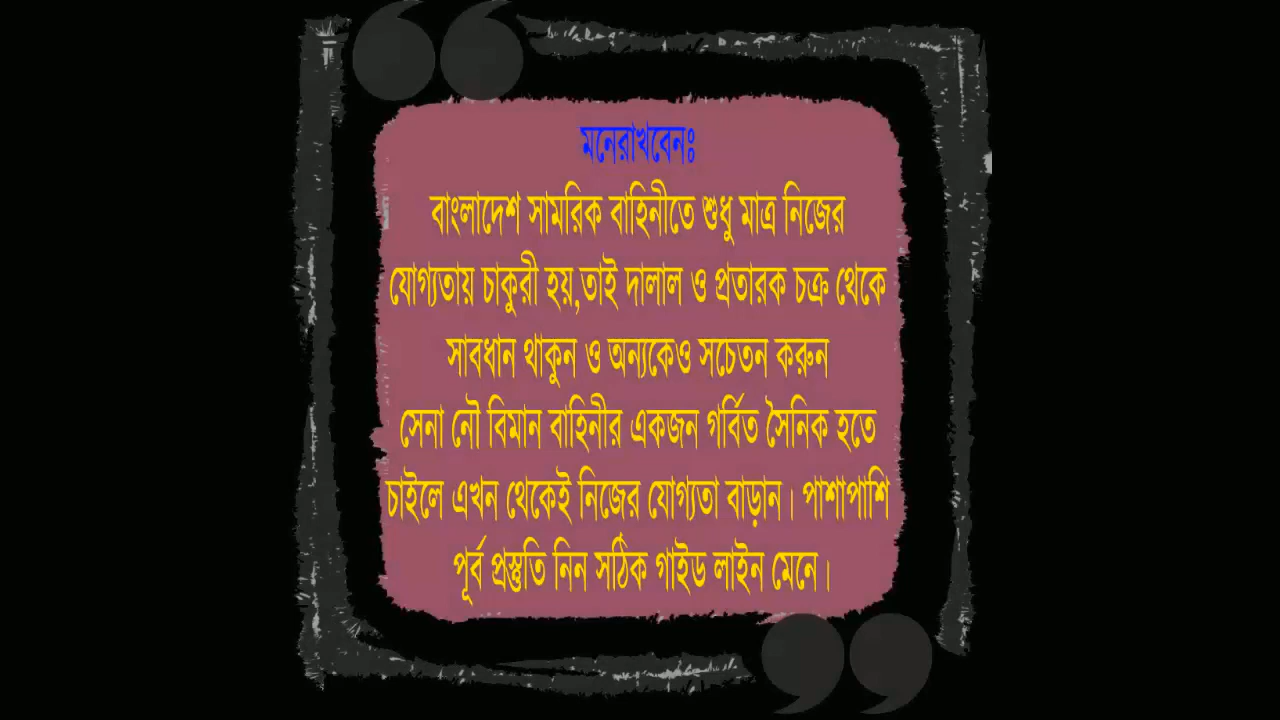 মনেরাখবেনঃ
বাংলাদেশ সামরিক বাহিনীতে শুধু মাত্র নিজের
যোগ্যতায় চাকুরী হয়,তাই দালাল ও প্রতারক চক্র থেকে
সাবধান থাকুন ও অন্যকেও সচেতন করুন
সেনা নৌ বিমান বাহিনীর একজন গর্বিত সৈনিক হতে
চাইলে এখন থেকেই নিজের যোগ্যতা বাড়ান। পাশাপাশি
পূর্ব প্রস্তুতি নিন সঠিক গাইড লাইন মেনে।